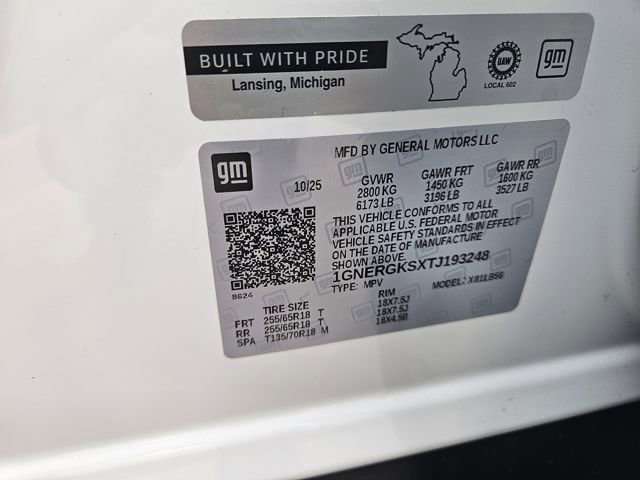 BUILT WITH PRIDE
Lansing, Michigan
UAW
LOCAL 602
gm
gm
MFD BY GENERAL MOTORS LLC
10/25
GVWR GAWR FRT GAWR RR
2800 KG 1450 KG 1600 KG
6173 LB 3196 LB 3527 LB
THIS VEHICLE CONFORMS TO ALL
APPLICABLE U.S. FEDERAL MOTOR
VEHICLE SAFETY STANDARDS IN EFFECT
ON THE DATE OF MANUFACTURE
1GNERGKSXTJ193248
TYPE: MPV MODEL: X81LB56
8624
TIRE SIZE RIM
FRT 255/65R18 T 18X7.5J
RR 255/65R18 T 18X7.5J
SPA T135/70R18 M 18X4.5B